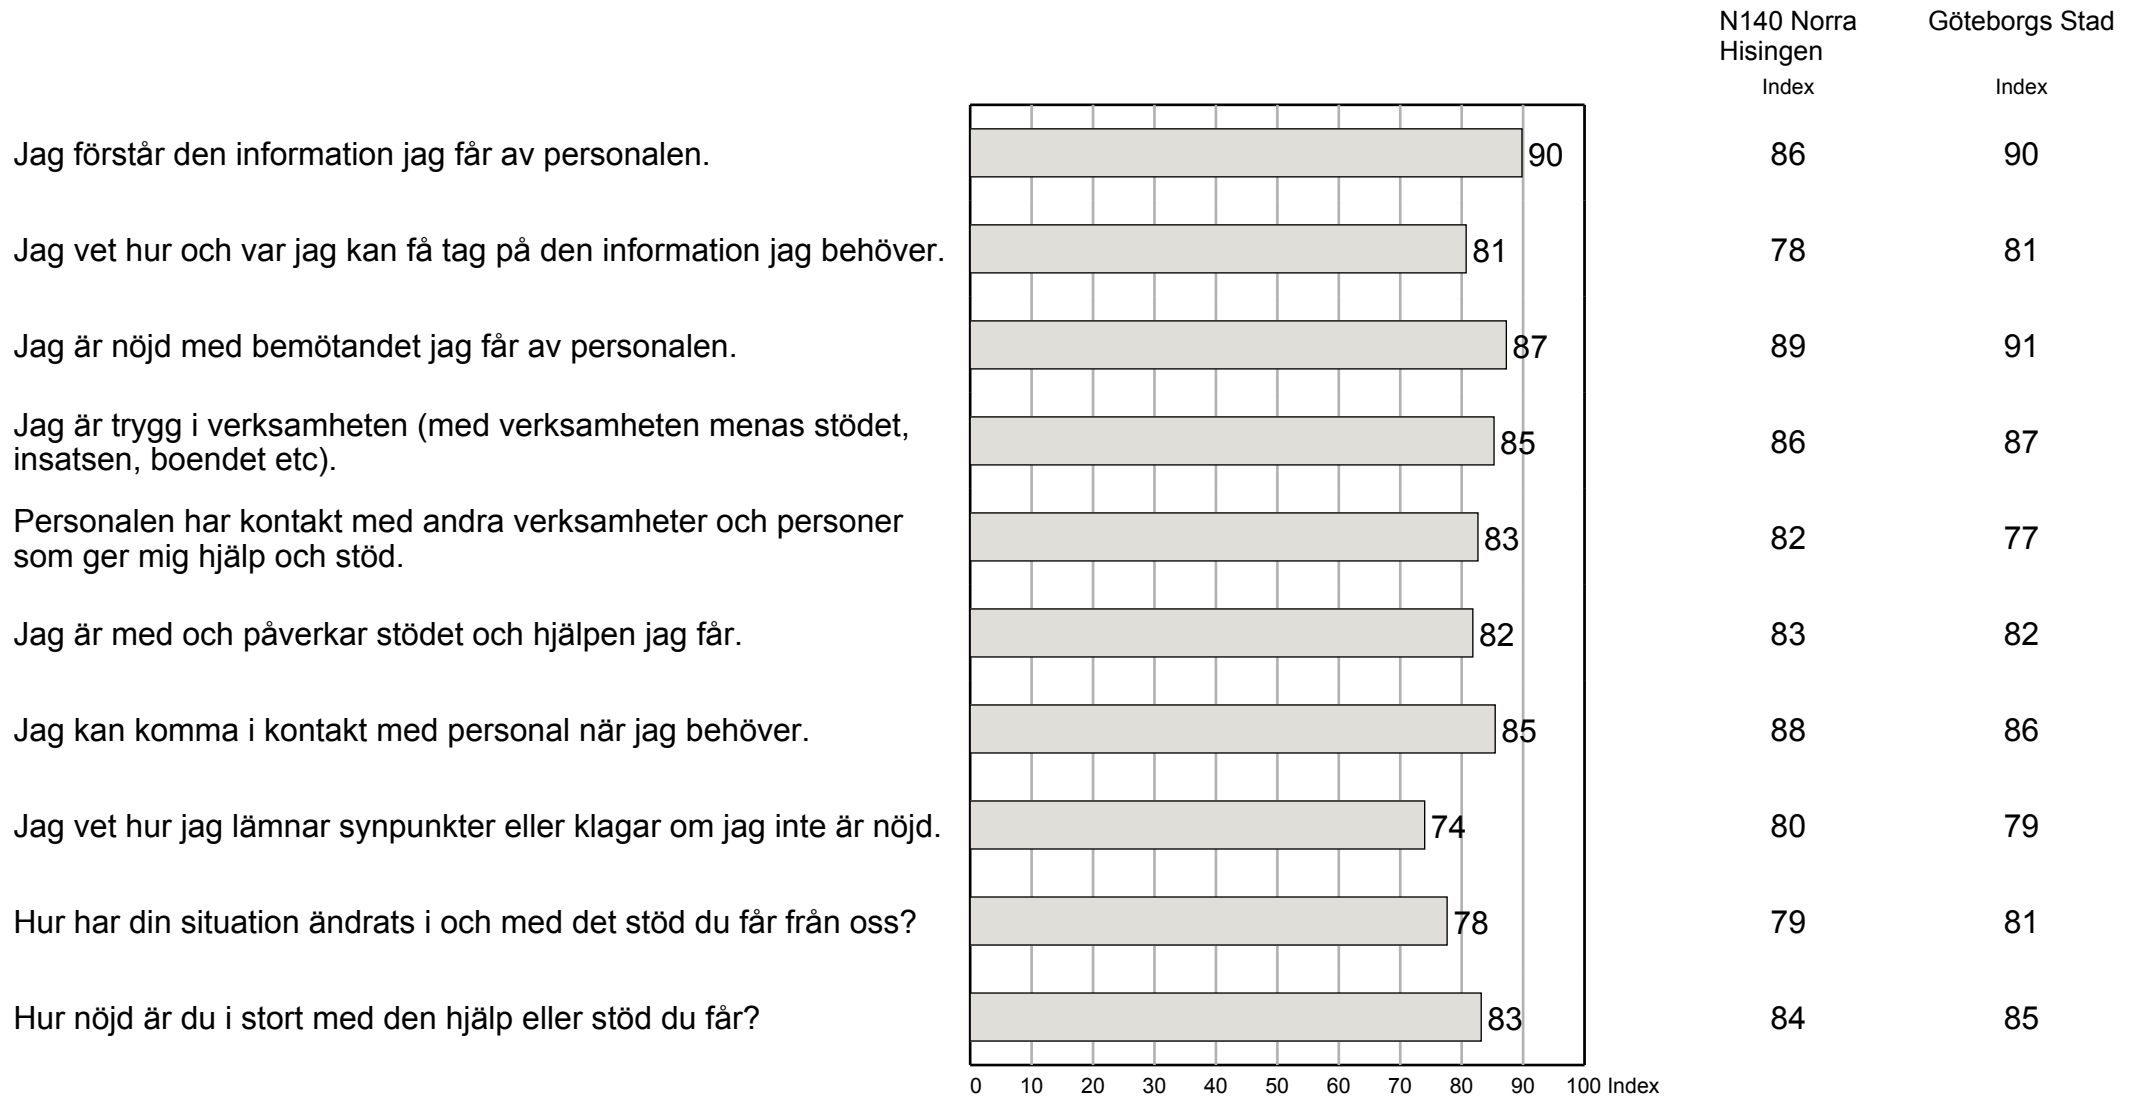 N140 Norra Göteborgs Stad
Hisingen
Index Index
Jag förstår den information jag får av personalen. 90 86 90
Jag vet hur och var jag kan få tag på den information jag behöver. 81 78 81
Jag är nöjd med bemötandet jag får av personalen. 87 89 91
Jag är trygg i verksamheten (med verksamheten menas stödet,
insatsen, boendet etc). 85 86 87
Personalen har kontakt med andra verksamheter och personer
som ger mig hjälp och stöd. 83 82 77
Jag är med och påverkar stödet och hjälpen jag får. 82 83 82
Jag kan komma i kontakt med personal när jag behöver. 85 88 86
Jag vet hur jag lämnar synpunkter eller klagar om jag inte är nöjd. 74 80 79
Hur har din situation ändrats i och med det stöd du får från oss? 78 79 81
Hur nöjd är du i stort med den hjälp eller stöd du får? 83 84 85
0 10 20 30 40 50 60 70 80 90 100 Index